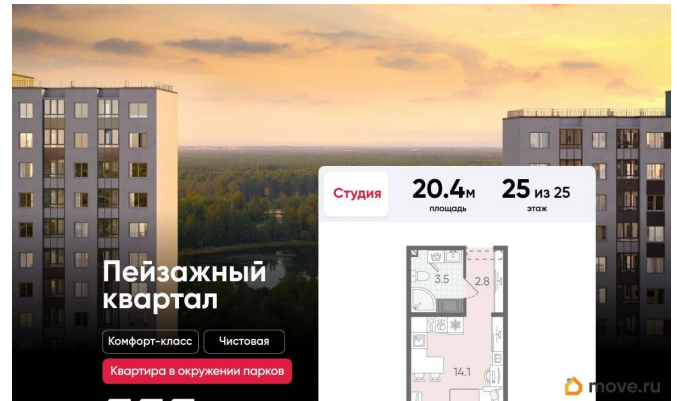 Студия
20.4м
площадь
25 из 25
этаж
Пейзажный
квартал
3.5
2.8
Комфорт-класс
Чистовая
Квартира в окружении парков
14.1
move.ru